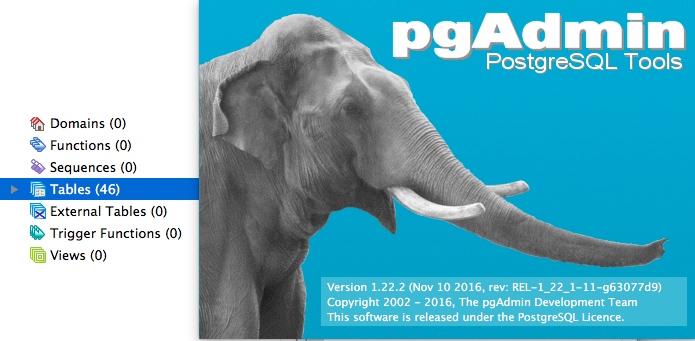 pgAdmin
PostgreSQL Tools
Domains (0)
Functions (0)
Sequences (0)
Tables (46)
External Tables (0)
Trigger Functions (0)
Views (0)
Version 1.22.2 (Nov 10 2016, rev: REL-1_22_1-11-g63077d9)
Copyright 2002 - 2016, The pgAdmin Development Team
This software is released under the PostgreSQL Licence.